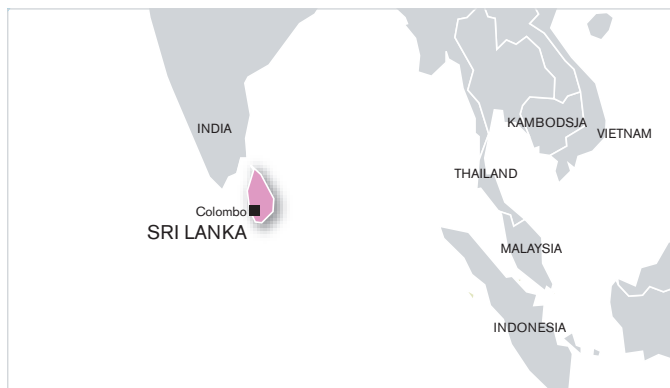 INDIA
KAMBODSJA
VIETNAM
THAILAND
Colombo
SRI LANKA
MALAYSIA
INDONESIA